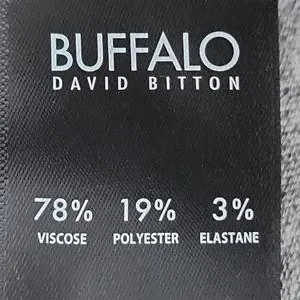 BUFFALO
DAVID BITTON
78% 19% 3%
VISCOSE POLYESTER ELASTANE